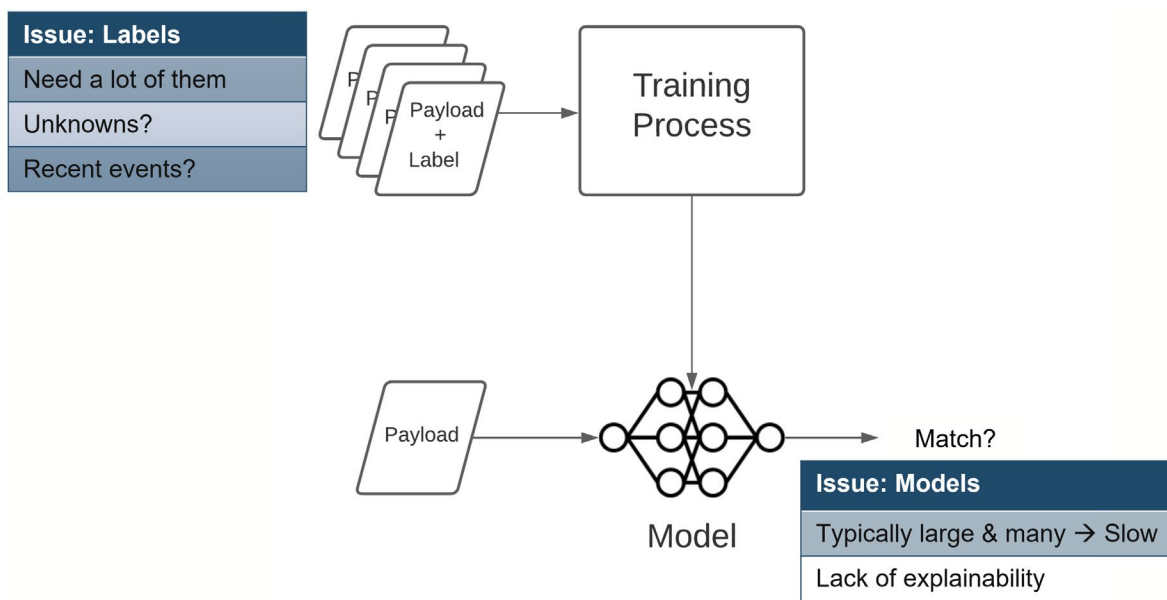 Issue: Labels
Need a lot of them
Unknowns?
Recent events?
P
P
P
Payload
+
Label
Training
Process
Payload
Match?
Model
Issue: Models
Typically large & many → Slow
Lack of explainability